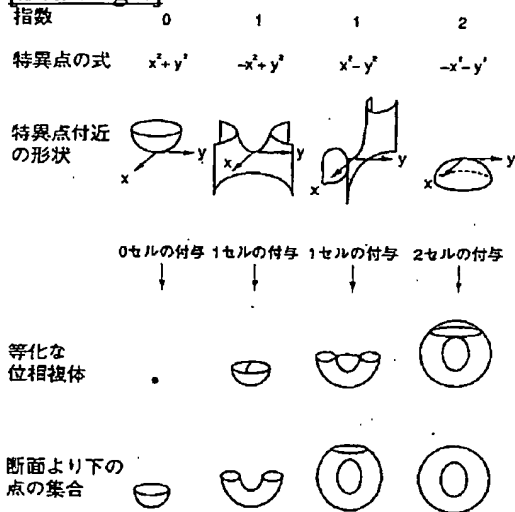 指数 0 1 1 2
特異点の式 x²+y² -x²+y² x²-y² -x²-y²
特異点付近
の形状
y y y y
x x x x
0セルの付与 1セルの付与 1セルの付与 2セルの付与
等化な
位相複体
断面より下の
点の集合